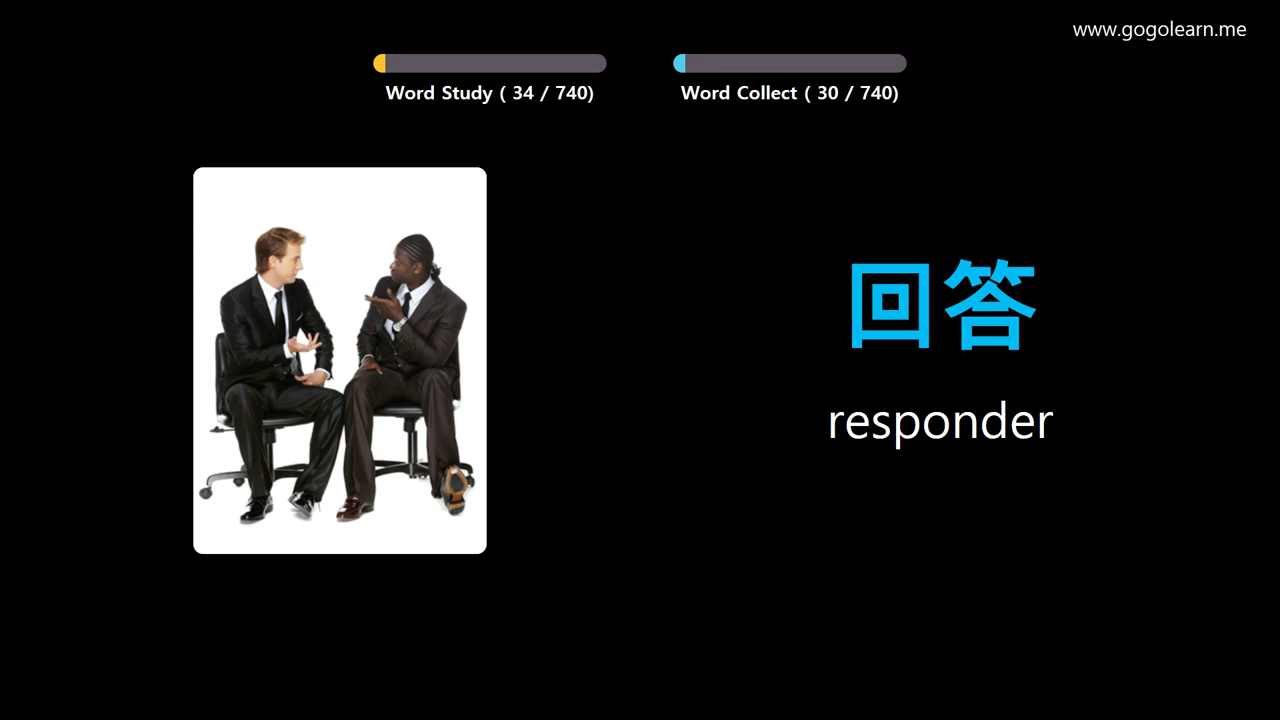 www.gogolearn.me
Word Study ( 34 / 740)
Word Collect ( 30 / 740)
回答
responder